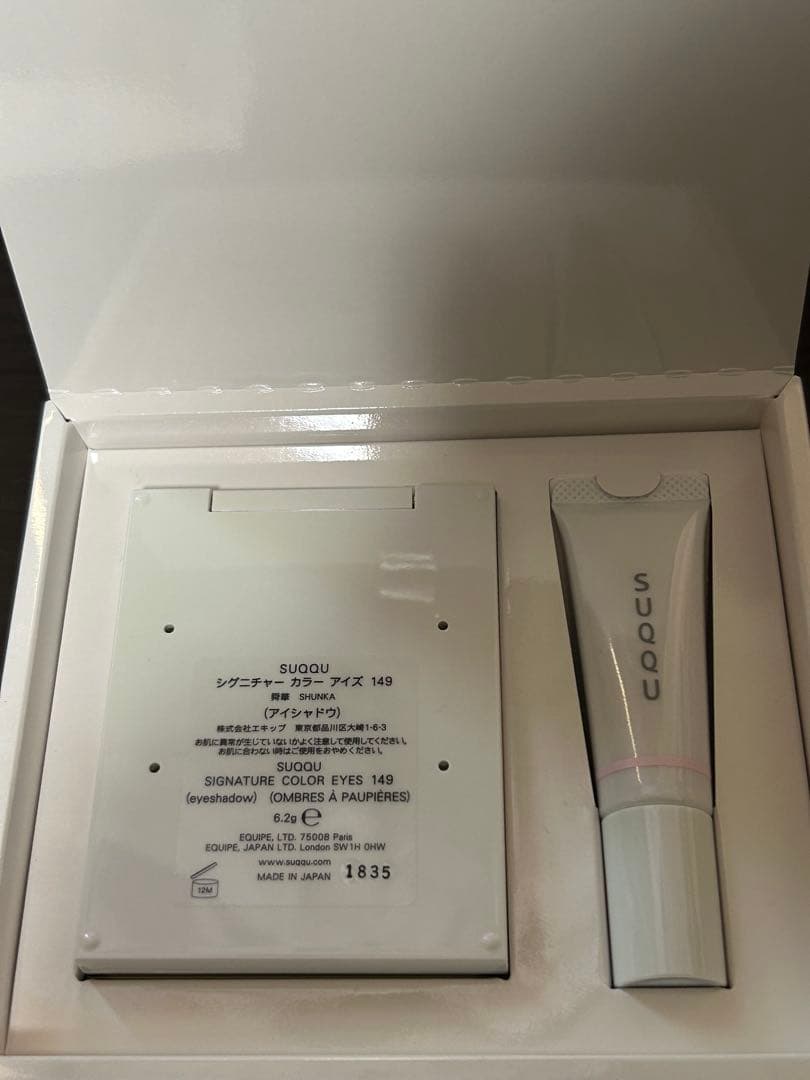 SUQQU
シグニチャー カラー アイズ 149
瞬華 SHUNKA
(アイシャドウ)
株式会社エキップ 東京都品川区大崎1-6-3
お肌に異常が生じていないかよく注意して使用してください。
お肌に合わない時はご使用をおやめください。
SUQQU
SIGNATURE COLOR EYES 149
(eyeshadow) (OMBRES À PAUPIÈRES)
6.2g ℮
EQUIPE, LTD. 75008 Paris
EQUIPE, JAPAN LTD. London SW1H 0HW
www.suqqu.com
MADE IN JAPAN 1835
12M
SUQQU